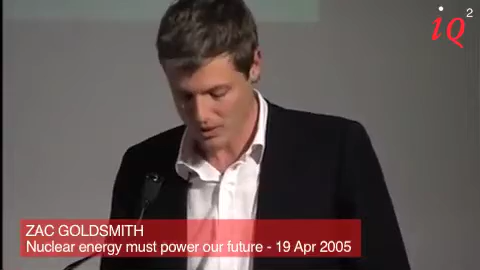 iQ2
ZAC GOLDSMITH
Nuclear energy must power our future - 19 Apr 2005